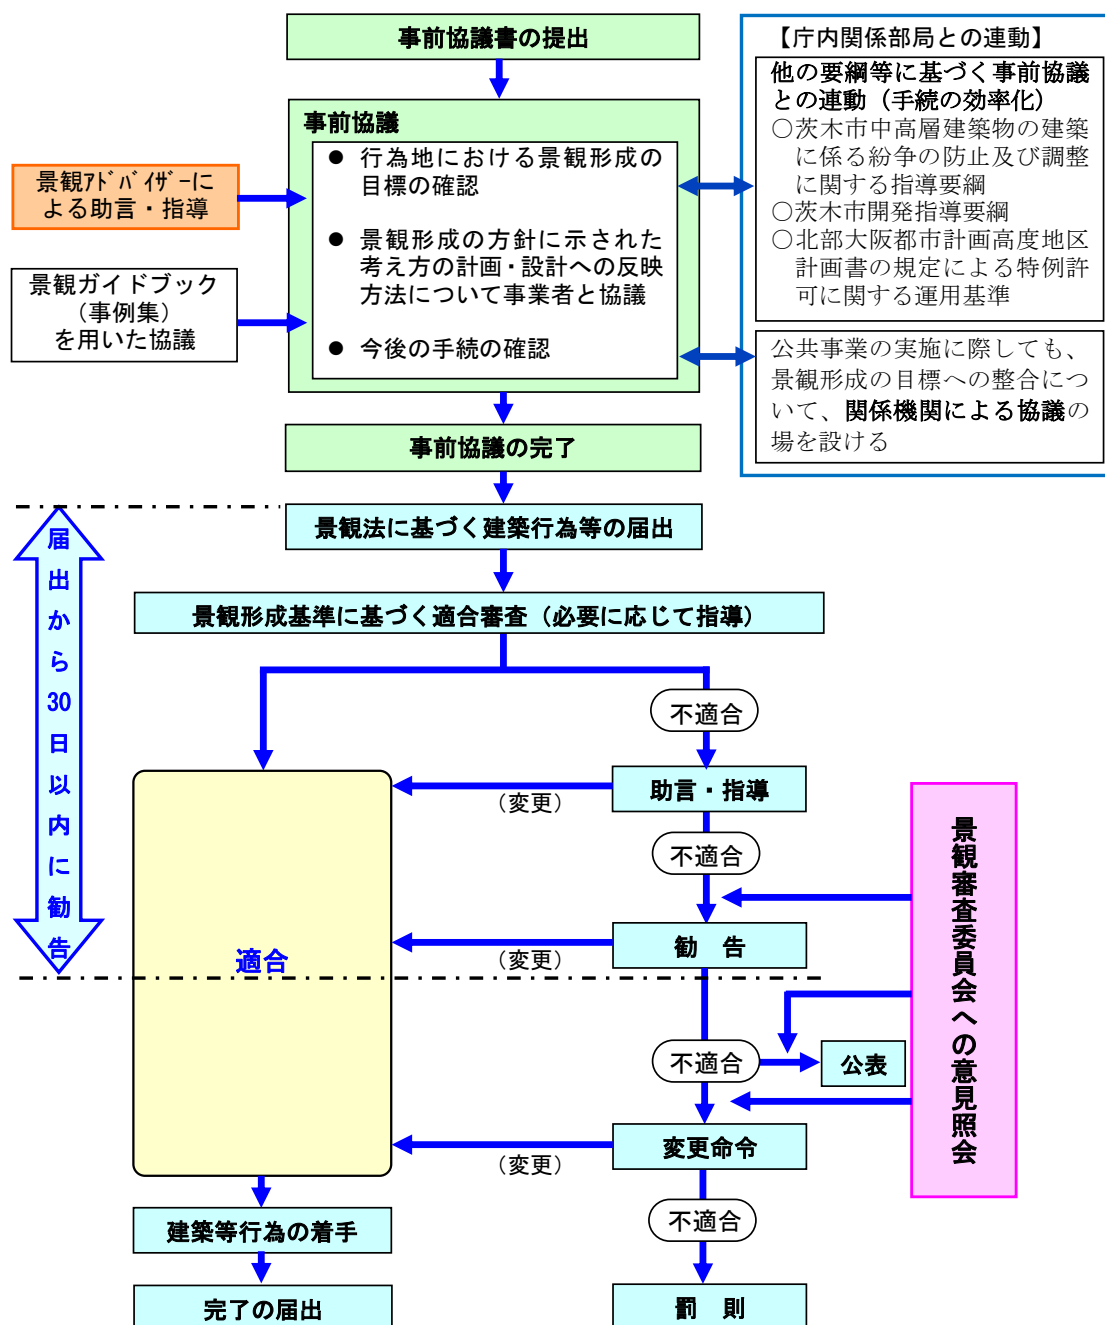 事前協議書の提出
事前協議
● 行為地における景観形成の
目標の確認
● 景観形成の方針に示された
考え方の計画・設計への反映
方法について事業者と協議
● 今後の手続の確認
景観ｱﾄﾞﾊﾞｲｻﾞｰに
よる助言・指導
景観ガイドブック
（事例集）
を用いた協議
【庁内関係部局との連動】
他の要綱等に基づく事前協議
との連動（手続の効率化）
○茨木市中高層建築物の建築
に係る紛争の防止及び調整
に関する指導要綱
○茨木市開発指導要綱
○北部大阪都市計画高度地区
計画書の規定による特例許
可に関する運用基準
公共事業の実施に際しても、
景観形成の目標への整合につ
いて、関係機関による協議の
場を設ける
事前協議の完了
景観法に基づく建築行為等の届出
景観形成基準に基づく適合審査（必要に応じて指導）
届出から30日以内に勧告
不適合
助言・指導
（変更）
不適合
勧　告
（変更）
適合
不適合
公表
変更命令
（変更）
景観審査委員会への意見照会
不適合
建築等行為の着手
完了の届出
罰　則